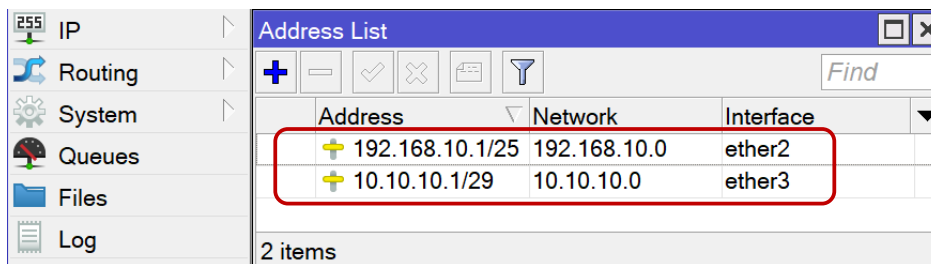 255 IP
Routing
System
Queues
Files
Log
Address List
Find
Address Network Interface
192.168.10.1/25 192.168.10.0 ether2
10.10.10.1/29 10.10.10.0 ether3
2 items